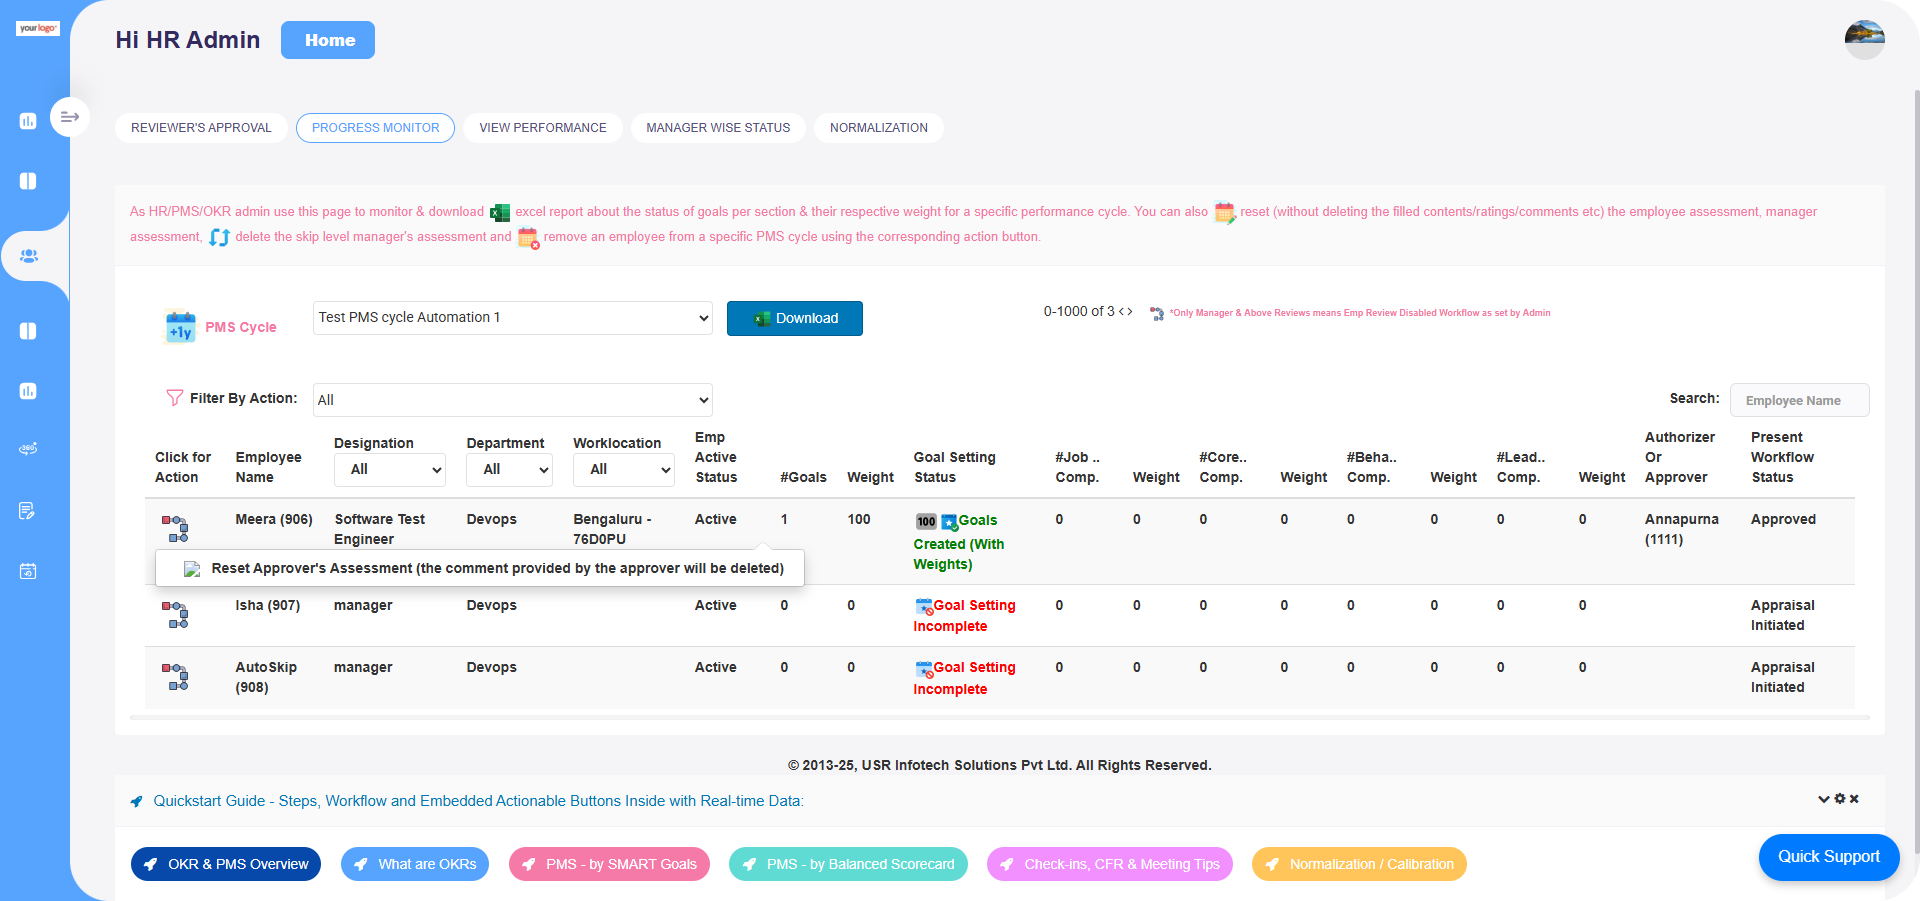 yourlogo
Hi HR Admin
Home
REVIEWER'S APPROVAL
PROGRESS MONITOR
VIEW PERFORMANCE
MANAGER WISE STATUS
NORMALIZATION
As HR/PMS/OKR admin use this page to monitor & download excel report about the status of goals per section & their respective weight for a specific performance cycle. You can also reset (without deleting the filled contents/ratings/comments etc) the employee assessment, manager
assessment, delete the skip level manager's assessment and remove an employee from a specific PMS cycle using the corresponding action button.
+1y
PMS Cycle
Test PMS cycle Automation 1
Download
0-1000 of 3 < >
*Only Manager & Above Reviews means Emp Review Disabled Workflow as set by Admin
Filter By Action:
All
Search:
Employee Name
Click for
Action
Employee
Name
Designation
All
Department
All
Worklocation
All
Emp
Active
Status
#Goals
Weight
Goal Setting
Status
#Job ..
Comp.
Weight
#Core..
Comp.
Weight
#Beha..
Comp.
Weight
#Lead..
Comp.
Weight
Authorizer
Or
Approver
Present
Workflow
Status
Meera (906)
Software Test
Engineer
Devops
Bengaluru -
76D0PU
Active
1
100
100 Goals
Created (With
Weights)
0
0
0
0
0
0
0
0
Annapurna
(1111)
Approved
Reset Approver's Assessment (the comment provided by the approver will be deleted)
Isha (907)
manager
Devops
Active
0
0
Goal Setting
Incomplete
0
0
0
0
0
0
0
0
Appraisal
Initiated
AutoSkip
(908)
manager
Devops
Active
0
0
Goal Setting
Incomplete
0
0
0
0
0
0
0
0
Appraisal
Initiated
© 2013-25, USR Infotech Solutions Pvt Ltd. All Rights Reserved.
Quickstart Guide - Steps, Workflow and Embedded Actionable Buttons Inside with Real-time Data:
OKR & PMS Overview
What are OKRs
PMS - by SMART Goals
PMS - by Balanced Scorecard
Check-ins, CFR & Meeting Tips
Normalization / Calibration
Quick Support